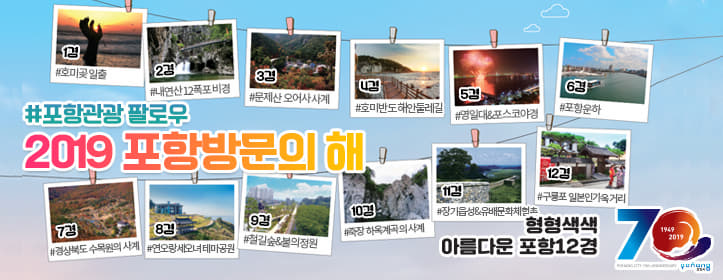 1경
#호미곶 일출
2경
#내연산 12폭포 비경
3경
#문제산 오어사 사계
4경
#호미반도 해안둘레길
5경
#영일대&포스코야경
6경
#포항운하
#포항관광 팔로우
2019 포항방문의 해
7경
#경상북도 수목원의 사계
8경
#연오랑세오녀 테마공원
9경
#철길숲&불의정원
10경
#죽장 하옥계곡의 사계
11경
#장기읍성&유배문화체험촌
12경
#구룡포 일본인가옥거리
형형색색
아름다운 포항12경
70
1949
2019